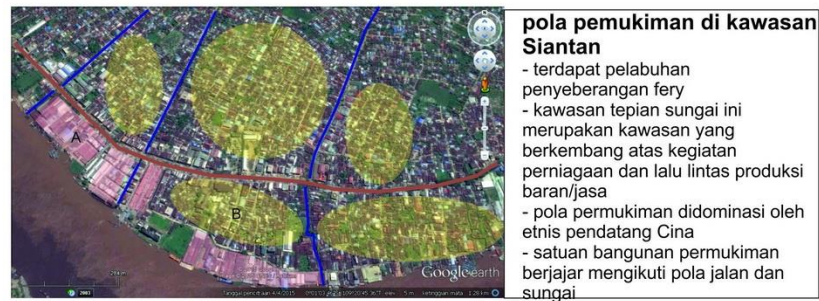 A
B
Google earth
2003
pola pemukiman di kawasan
Siantan
- terdapat pelabuhan
penyeberangan fery
- kawasan tepian sungai ini
merupakan kawasan yang
berkembang atas kegiatan
perniagaan dan lalu lintas produksi
baran/jasa
- pola permukiman didominasi oleh
etnis pendatang Cina
- satuan bangunan permukiman
berjajar mengikuti pola jalan dan
sungai